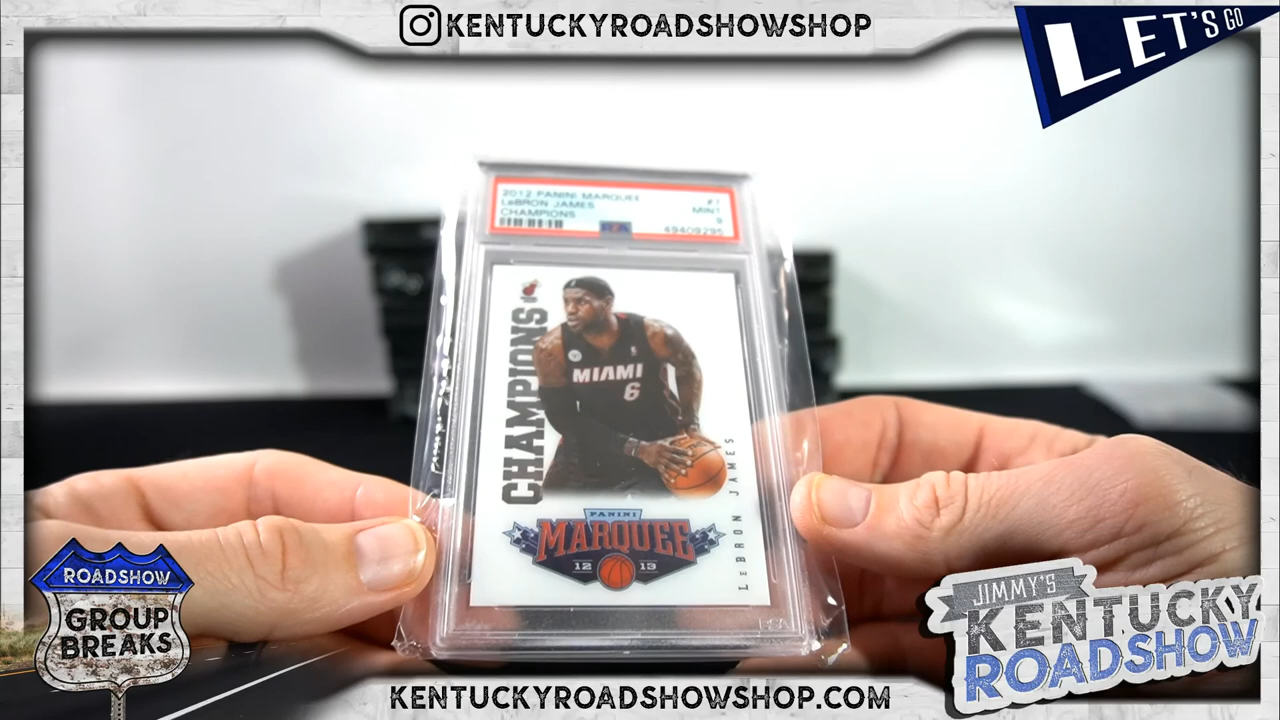 KENTUCKYROADSHOWSHOP
LET'S GO
2012 PANINI MARQUEE #7
LeBRON JAMES MINT
CHAMPIONS 9
PSA 49409295
CHAMPIONS
MIAMI
6
LEBRON JAMES
PANINI
MARQUEE
12 13
ROADSHOW
GROUP
BREAKS
JIMMY'S
KENTUCKY
ROADSHOW
KENTUCKYROADSHOWSHOP.COM